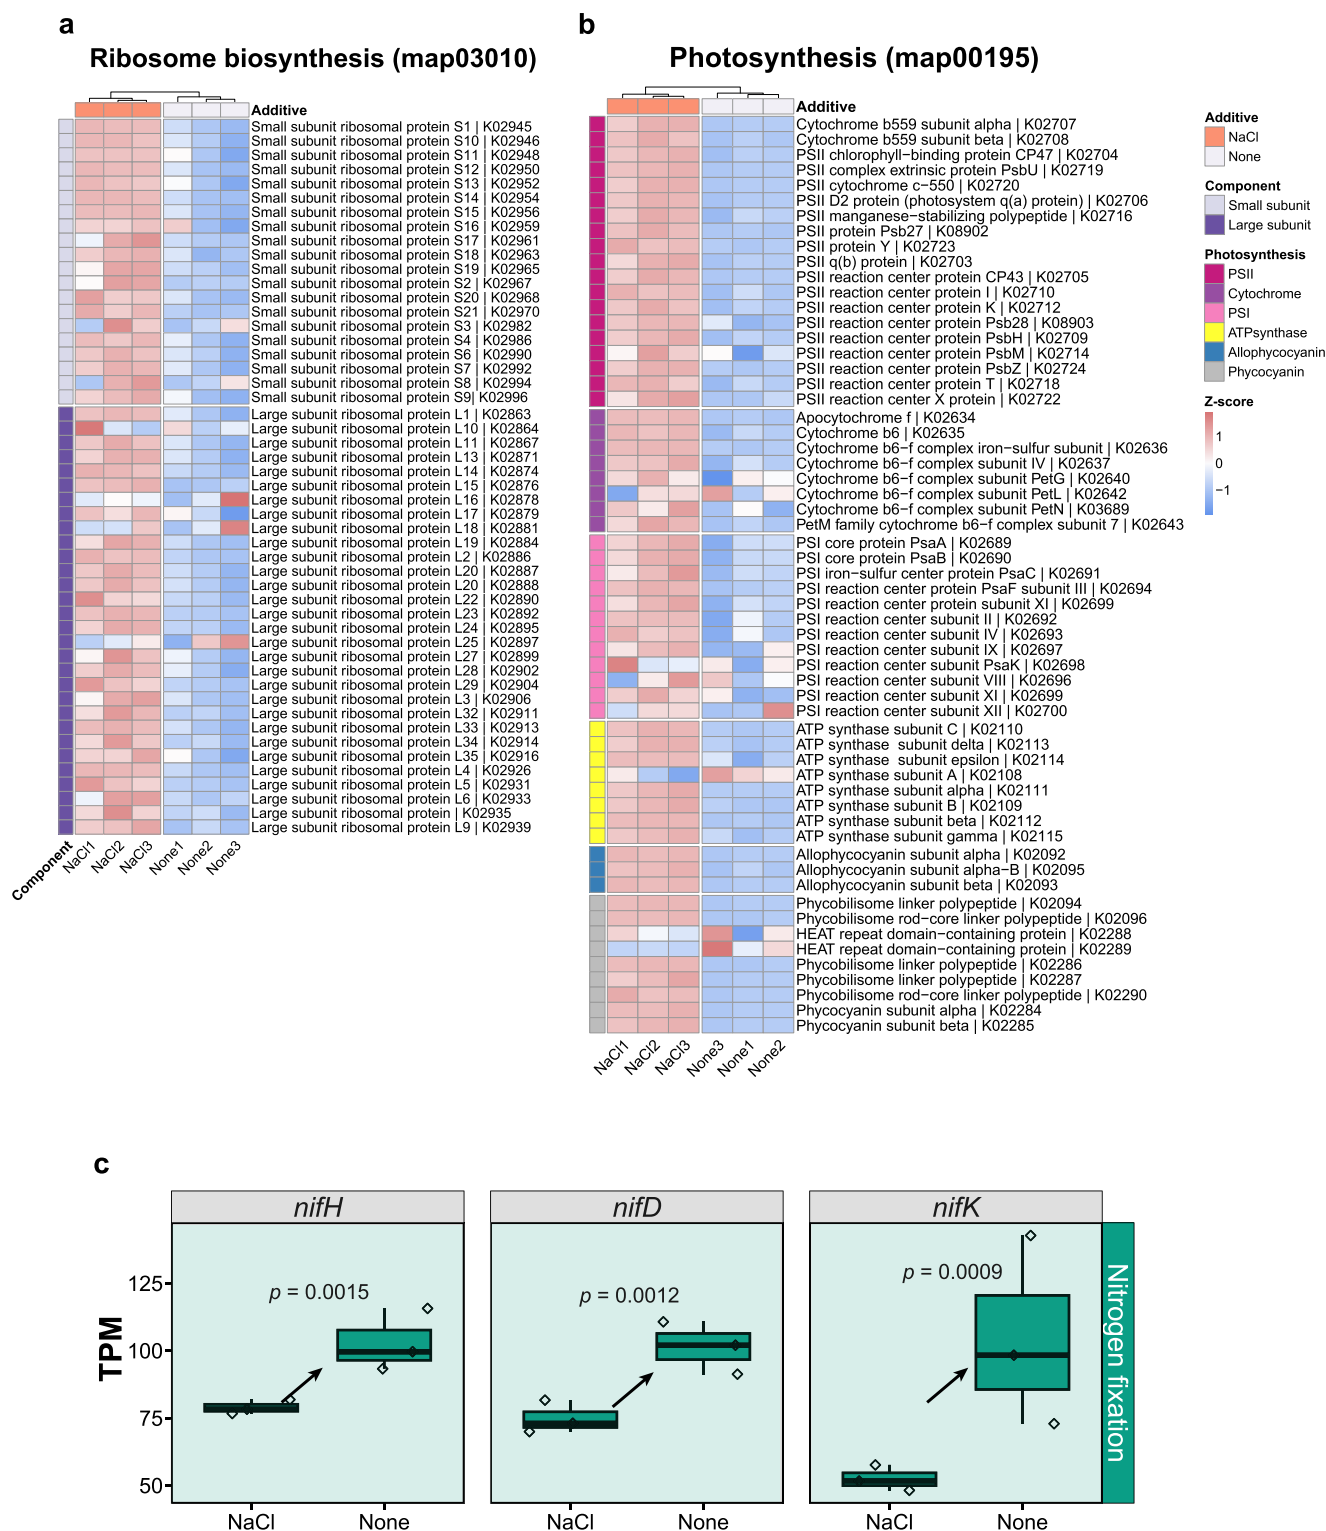 a
Ribosome biosynthesis (map03010)
Additive
Small subunit ribosomal protein S1 | K02945
Small subunit ribosomal protein S10 | K02946
Small subunit ribosomal protein S11 | K02948
Small subunit ribosomal protein S12 | K02950
Small subunit ribosomal protein S13 | K02952
Small subunit ribosomal protein S14 | K02954
Small subunit ribosomal protein S15 | K02956
Small subunit ribosomal protein S16 | K02959
Small subunit ribosomal protein S17 | K02961
Small subunit ribosomal protein S18 | K02963
Small subunit ribosomal protein S19 | K02965
Small subunit ribosomal protein S2 | K02967
Small subunit ribosomal protein S20 | K02968
Small subunit ribosomal protein S21 | K02970
Small subunit ribosomal protein S3 | K02982
Small subunit ribosomal protein S4 | K02986
Small subunit ribosomal protein S6 | K02990
Small subunit ribosomal protein S7 | K02992
Small subunit ribosomal protein S8 | K02994
Small subunit ribosomal protein S9| K02996
Large subunit ribosomal protein L1 | K02863
Large subunit ribosomal protein L10 | K02864
Large subunit ribosomal protein L11 | K02867
Large subunit ribosomal protein L13 | K02871
Large subunit ribosomal protein L14 | K02874
Large subunit ribosomal protein L15 | K02876
Large subunit ribosomal protein L16 | K02878
Large subunit ribosomal protein L17 | K02879
Large subunit ribosomal protein L18 | K02881
Large subunit ribosomal protein L19 | K02884
Large subunit ribosomal protein L2 | K02886
Large subunit ribosomal protein L20 | K02887
Large subunit ribosomal protein L20 | K02888
Large subunit ribosomal protein L22 | K02890
Large subunit ribosomal protein L23 | K02892
Large subunit ribosomal protein L24 | K02895
Large subunit ribosomal protein L25 | K02897
Large subunit ribosomal protein L27 | K02899
Large subunit ribosomal protein L28 | K02902
Large subunit ribosomal protein L29 | K02904
Large subunit ribosomal protein L3 | K02906
Large subunit ribosomal protein L32 | K02911
Large subunit ribosomal protein L33 | K02913
Large subunit ribosomal protein L34 | K02914
Large subunit ribosomal protein L35 | K02916
Large subunit ribosomal protein L4 | K02926
Large subunit ribosomal protein L5 | K02931
Large subunit ribosomal protein L6 | K02933
Large subunit ribosomal protein | K02935
Large subunit ribosomal protein L9 | K02939
Component NaCl1 NaCl2 NaCl3 None1 None2 None3
b
Photosynthesis (map00195)
Additive
Cytochrome b559 subunit alpha | K02707
Cytochrome b559 subunit beta | K02708
PSII chlorophyll−binding protein CP47 | K02704
PSII complex extrinsic protein PsbU | K02719
PSII cytochrome c−550 | K02720
PSII D2 protein (photosystem q(a) protein) | K02706
PSII manganese−stabilizing polypeptide | K02716
PSII protein Psb27 | K08902
PSII protein Y | K02723
PSII q(b) protein | K02703
PSII reaction center protein CP43 | K02705
PSII reaction center protein I | K02710
PSII reaction center protein K | K02712
PSII reaction center protein Psb28 | K08903
PSII reaction center protein PsbH | K02709
PSII reaction center protein PsbM | K02714
PSII reaction center protein PsbZ | K02724
PSII reaction center protein T | K02718
PSII reaction center X protein | K02722
Apocytochrome f | K02634
Cytochrome b6 | K02635
Cytochrome b6−f complex iron−sulfur subunit | K02636
Cytochrome b6−f complex subunit IV | K02637
Cytochrome b6−f complex subunit PetG | K02640
Cytochrome b6−f complex subunit PetL | K02642
Cytochrome b6−f complex subunit PetN | K03689
PetM family cytochrome b6−f complex subunit 7 | K02643
PSI core protein PsaA | K02689
PSI core protein PsaB | K02690
PSI iron−sulfur center protein PsaC | K02691
PSI reaction center protein PsaF subunit III | K02694
PSI reaction center protein subunit XI | K02699
PSI reaction center subunit II | K02692
PSI reaction center subunit IV | K02693
PSI reaction center subunit IX | K02697
PSI reaction center subunit PsaK | K02698
PSI reaction center subunit VIII | K02696
PSI reaction center subunit XI | K02699
PSI reaction center subunit XII | K02700
ATP synthase subunit C | K02110
ATP synthase  subunit delta | K02113
ATP synthase  subunit epsilon | K02114
ATP synthase subunit A | K02108
ATP synthase subunit alpha | K02111
ATP synthase subunit B | K02109
ATP synthase subunit beta | K02112
ATP synthase subunit gamma | K02115
Allophycocyanin subunit alpha | K02092
Allophycocyanin subunit alpha−B | K02095
Allophycocyanin subunit beta | K02093
Phycobilisome linker polypeptide | K02094
Phycobilisome rod−core linker polypeptide | K02096
HEAT repeat domain−containing protein | K02288
HEAT repeat domain−containing protein | K02289
Phycobilisome linker polypeptide | K02286
Phycobilisome linker polypeptide | K02287
Phycobilisome rod−core linker polypeptide | K02290
Phycocyanin subunit alpha | K02284
Phycocyanin subunit beta | K02285
NaCl1 NaCl2 NaCl3 None3 None1 None2
Additive
NaCl
None
Component
Small subunit
Large subunit
Photosynthesis
PSII
Cytochrome
PSI
ATPsynthase
Allophycocyanin
Phycocyanin
Z−score
1
0
−1
c
nifH
nifD
nifK
TPM
125
100
75
50
p = 0.0015
p = 0.0012
p = 0.0009
Nitrogen fixation
NaCl None NaCl None NaCl None